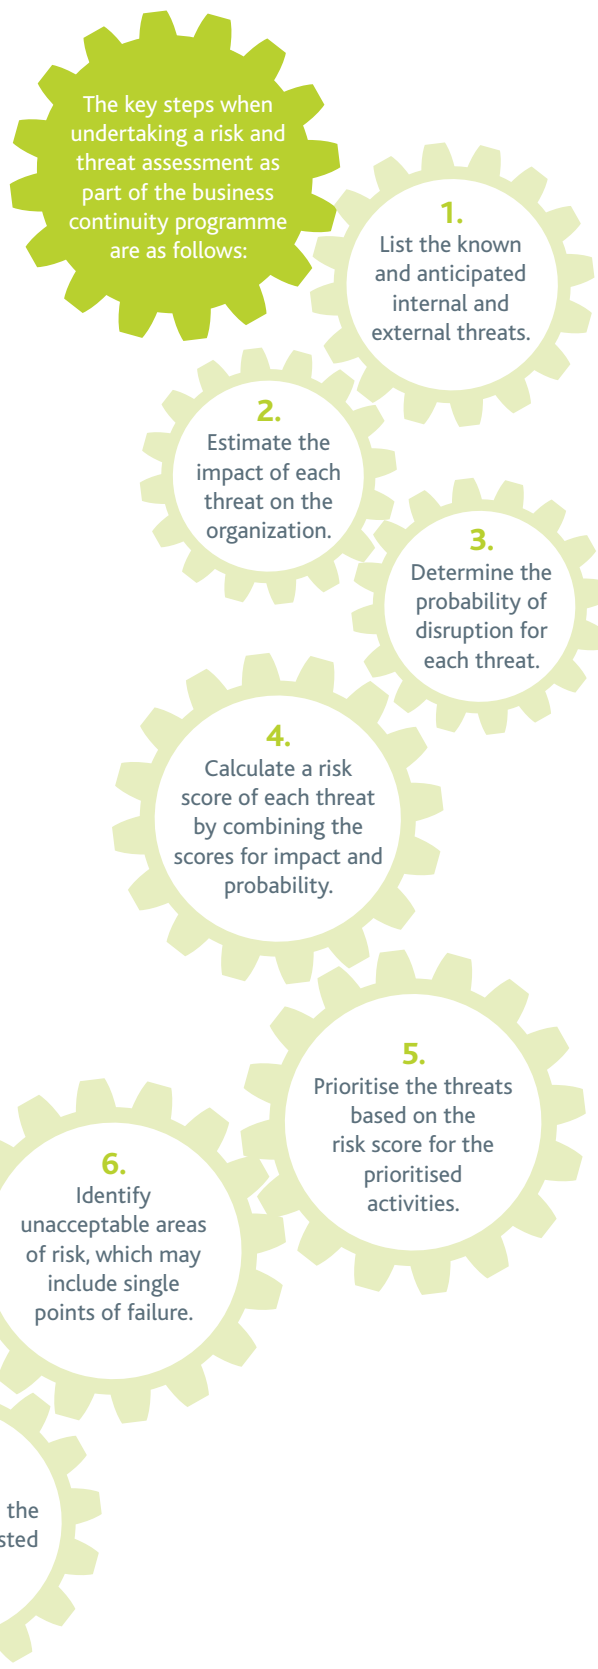 The key steps when
undertaking a risk and
threat assessment as
part of the business
continuity programme
are as follows:
1.
List the known
and anticipated
internal and
external threats.
2.
Estimate the
impact of each
threat on the
organization.
3.
Determine the
probability of
disruption for
each threat.
4.
Calculate a risk
score of each threat
by combining the
scores for impact and
probability.
5.
Prioritise the threats
based on the
risk score for the
prioritised
activities.
6.
Identify
unacceptable areas
of risk, which may
include single
points of failure.
the